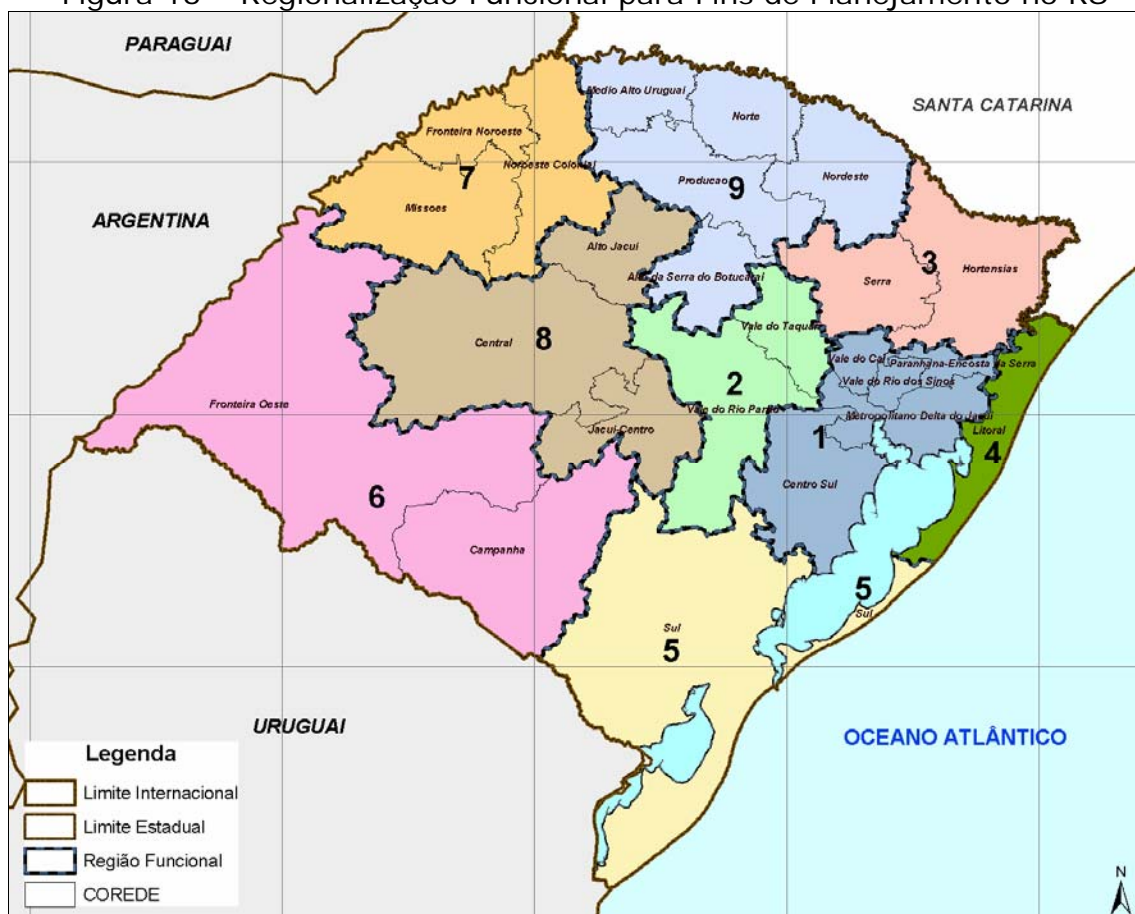 Figura 10 – Regionalização Funcional para Fins de Planejamento no RS
PARAGUAI
SANTA CATARINA
ARGENTINA
URUGUAI
OCEANO ATLÂNTICO
Medio Alto Uruguai
Norte
Fronteira Noroeste
Noroeste Colonial
7
Producao
9
Nordeste
Missoes
Alto Jacui
Alto da Serra do Botucarai
Serra
3
Hortensias
Central
8
Vale do Taquari
2
Vale do Cai
Paranhana-Encosta da Serra
Vale do Rio dos Sinos
Fronteira Oeste
Vale do Rio Pardo
Metropolitano Delta do Jacui
Jacui-Centro
1
Litoral
4
6
Centro Sul
Campanha
5
Sul
Sul
5
Legenda
Limite Internacional
Limite Estadual
Região Funcional
COREDE
N